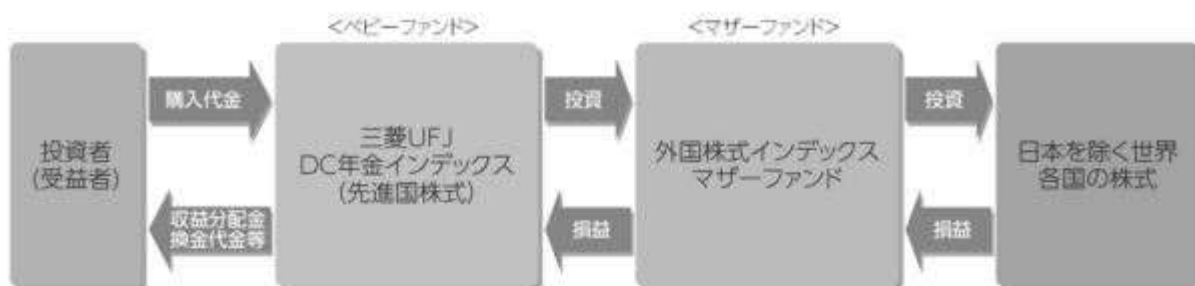 <ベビーファンド>
<マザーファンド>
投資者
(受益者)
購入代金
収益分配金
換金代金等
三菱UFJ
DC年金インデックス
(先進国株式)
投資
損益
外国株式インデックス
マザーファンド
投資
損益
日本を除く世界
各国の株式